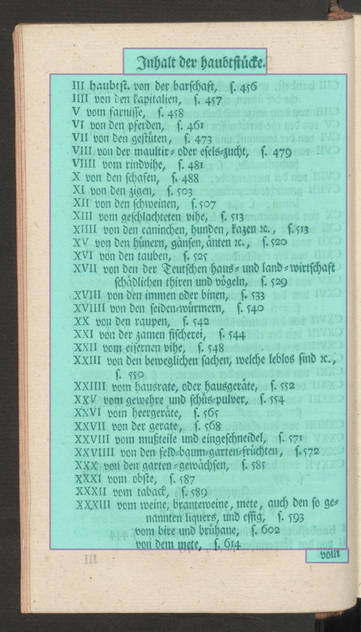 Inhalt der haubtstücke.
III haubtst. von der barschaft, s. 456
IIII von den kapitalien, s. 457
V vom farnisse, s. 458
VI von den pferden, s. 461
VII von den gestüten, s. 473
VIII von der maultir- oder esels-zucht, s. 479
VIIII vom rindvihe, s. 481
X von den schafen, s. 488
XI von den zigen, s. 503
XII von den schweinen, s. 507
XIII vom geschlachteten vihe, s. 513
XIIII von den caninchen, hunden, kazen ꝛc., s. 513
XV von den hünern, gänsen, änten ꝛc., s. 520
XVI von den tauben, s. 525
XVII von den der Teutschen haus- und land-wirtschaft
schädlichen thiren und vögeln, s. 529
XVIII von den immen oder binen, s. 533
XVIIII von den seiden-würmern, s. 540
XX von den raupen, s. 542
XXI von der zamen fischerei, s. 544
XXII vom eisernen vihe, s. 548
XXIII von den beweglichen sachen, welche leblos sind ꝛc.,
s. 550
XXIIII vom hausrate, oder hausgeräte, s. 552
XXV vom gewehre und schüs-pulver, s. 554
XXVI vom heergeräte, s. 565
XXVII von der gerate, s. 568
XXVIII vom mußteile und eingeschneidel, s. 571
XXVIIII von den feld-baum-garten-früchten, s. 572
XXX von den garten-gewächsen, s. 585
XXXI vom obste, s. 587
XXXII vom taback, s. 589
XXXIII vom weine, branteweine, mete, auch den so ge-
nannten liquers, und essig, s. 593
vom bire und brühane, s. 602
von dem mete, s. 614
vom